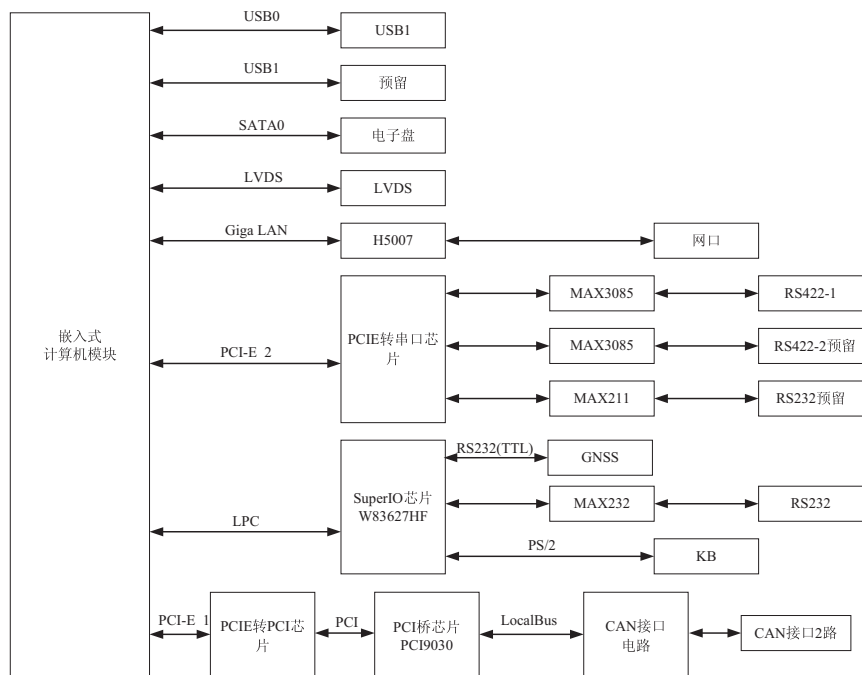 USB0
USB1
USB1
预留
SATA0
电子盘
LVDS
LVDS
Giga LAN
H5007
网口
嵌入式
计算机模块
PCI-E 2
PCIE转串口芯
片
MAX3085
RS422-1
MAX3085
RS422-2预留
MAX211
RS232预留
LPC
SuperIO芯片
W83627HF
RS232(TTL)
GNSS
MAX232
RS232
PS/2
KB
PCI-E 1
PCIE转PCI芯
片
PCI
PCI桥芯片
PCI9030
LocalBus
CAN接口
电路
CAN接口2路